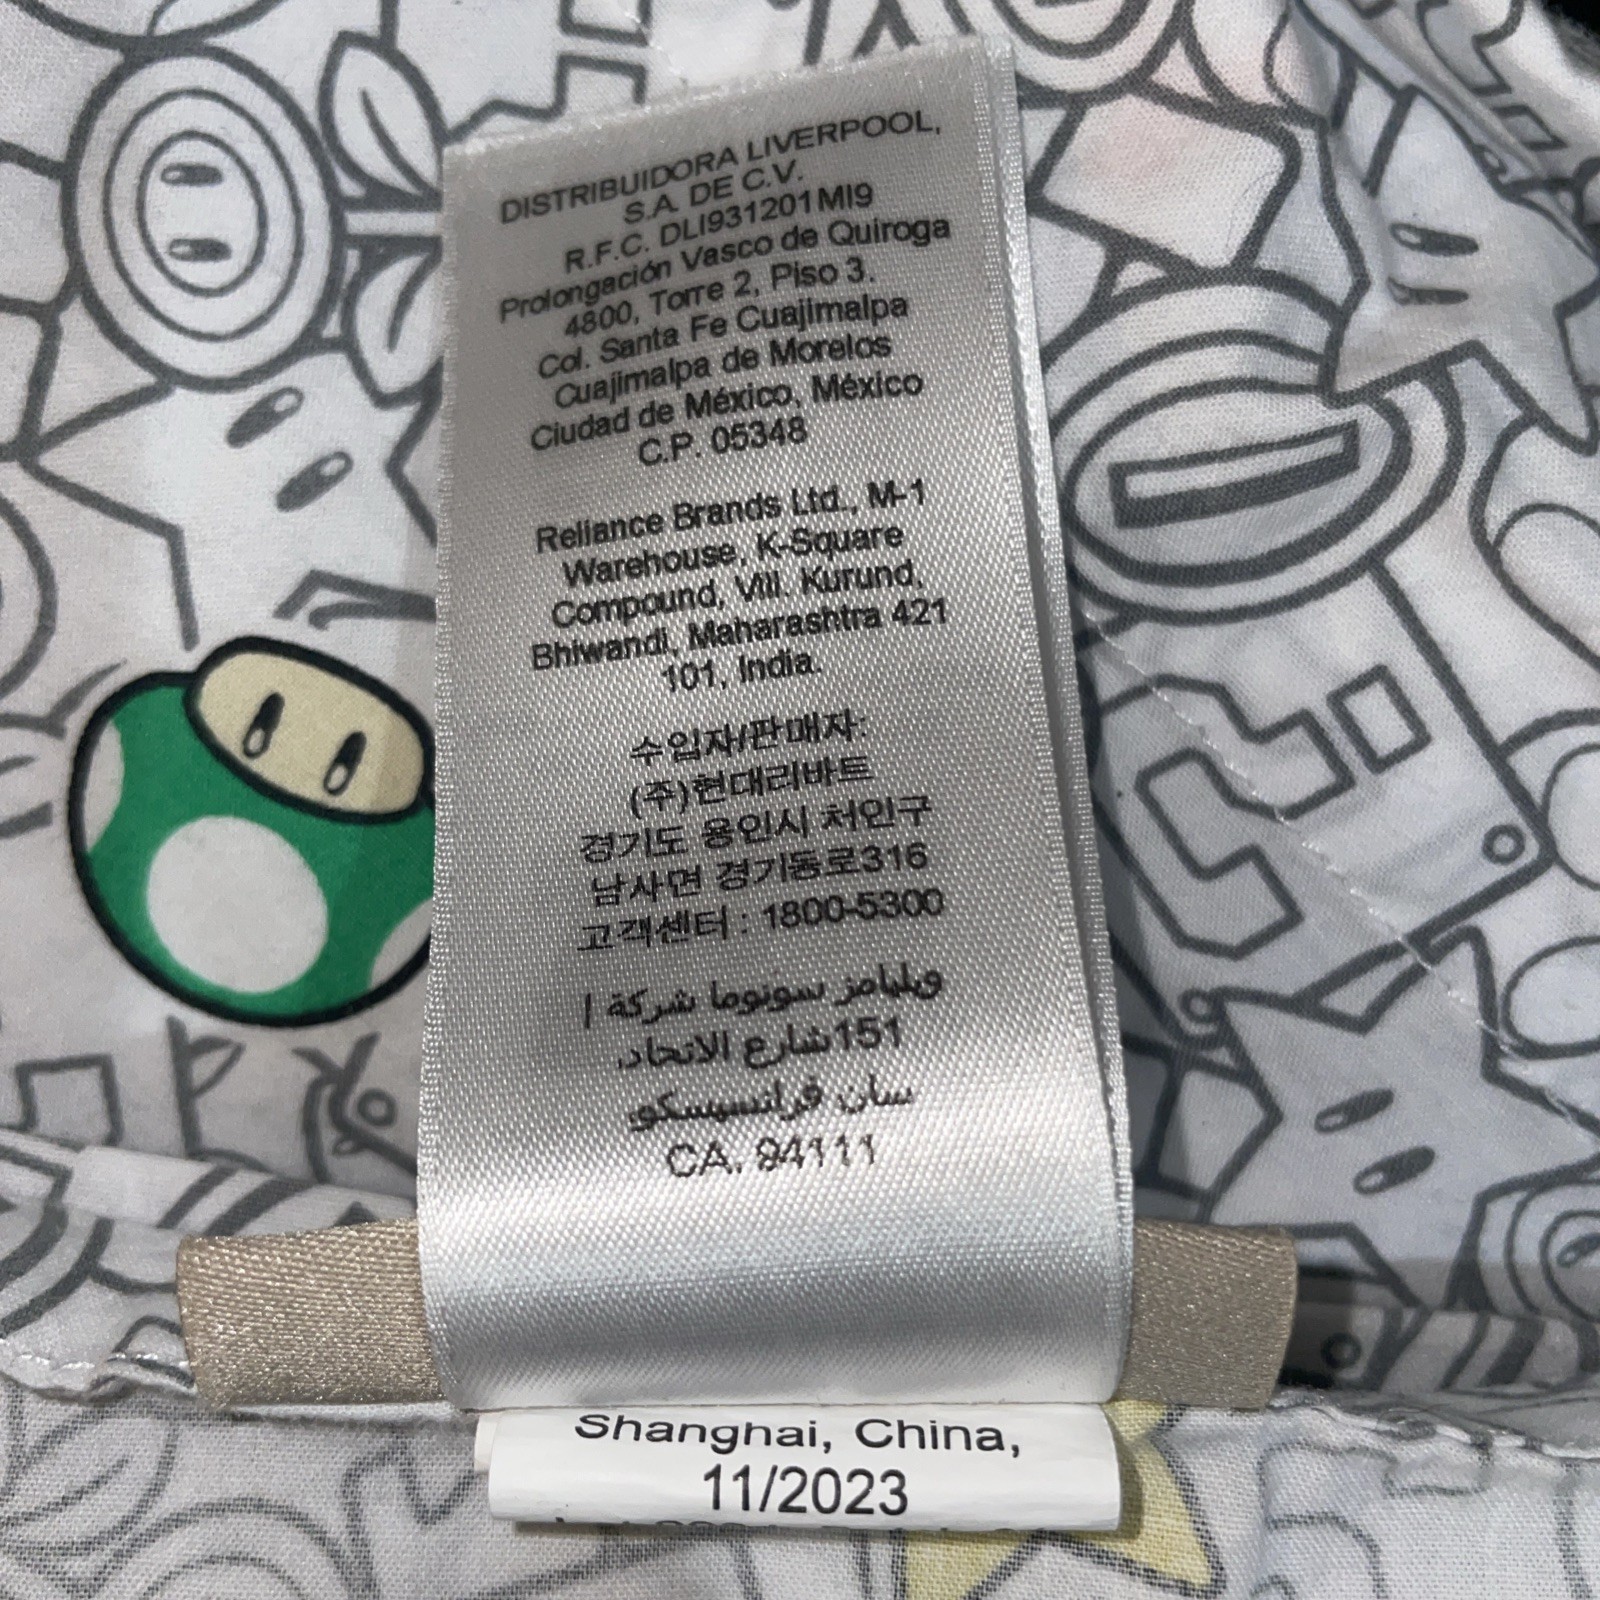 DISTRIBUIDORA LIVERPOOL,
S.A. DE C.V.
R.F.C. DLI931201MI9
Prolongación Vasco de Quiroga
4800, Torre 2, Piso 3.
Col. Santa Fe Cuajimalpa
Cuajimalpa de Morelos
Ciudad de México, México
C.P. 05348
Reliance Brands Ltd., M-1
Warehouse, K-Square
Compound, Vill. Kurund,
Bhiwandi, Maharashtra 421
101, India.
수입자/판매자:
(주)현대리바트
경기도 용인시 처인구
남사면 경기동로316
고객센터 : 1800-5300
ويليامز سونوما شركة ا
151شارع الاتحاد,
سان فرانسيسكو
CA, 94111
Shanghai, China,
11/2023